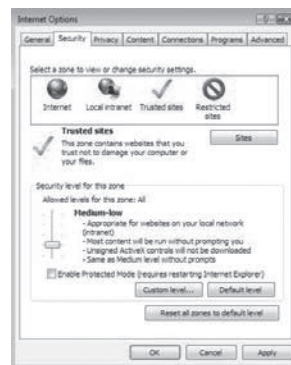 Internet Options
General Security Privacy Content Connections Programs Advanced
Select a zone to view or change security settings.
Internet Local intranet Trusted sites Restricted sites
Trusted sites
Sites
This zone contains websites that you
trust not to damage your computer or
your files.
Security level for this zone
Allowed levels for this zone: All
Medium-low
- Appropriate for websites on your local network
(intranet)
- Most content will be run without prompting you
- Unsigned ActiveX controls will not be downloaded
- Same as Medium level without prompts
Enable Protected Mode (requires restarting Internet Explorer)
Custom level... Default level
Reset all zones to default level
OK Cancel Apply